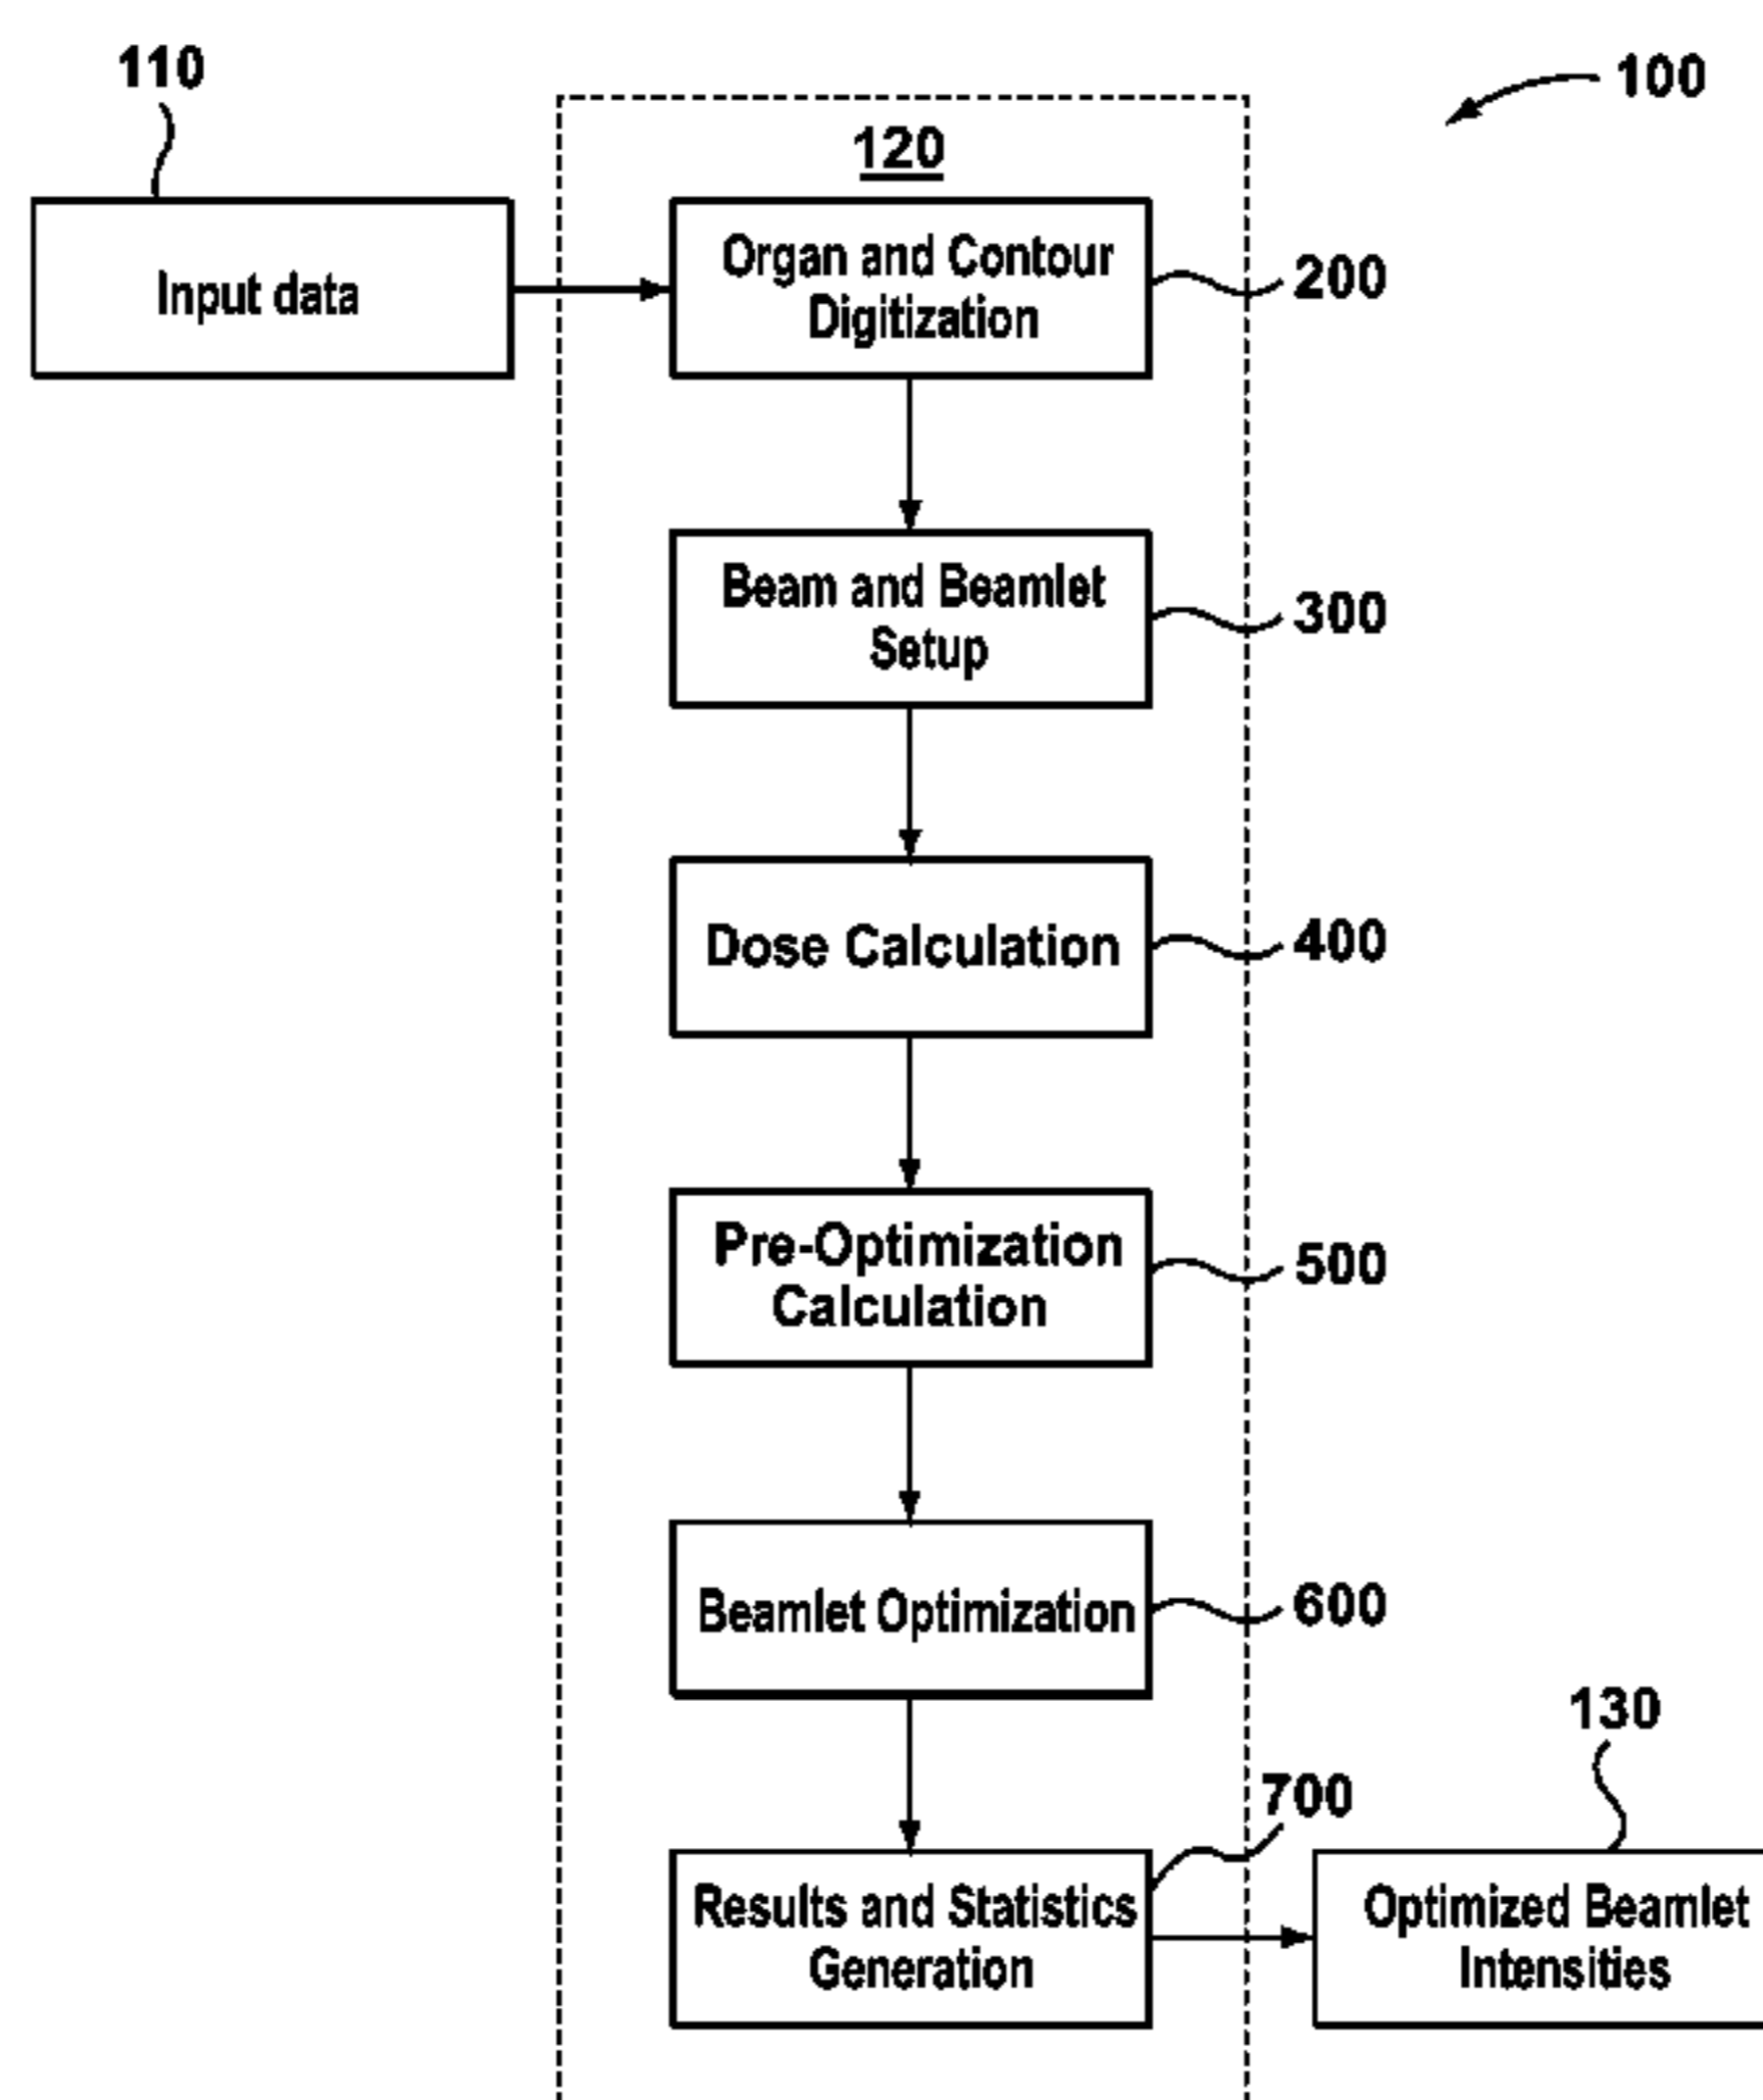 110
100
120
Input data
Organ and Contour
Digitization
200
Beam and Beamlet
Setup
300
Dose Calculation
400
Pre-Optimization
Calculation
500
Beamlet Optimization
600
130
700
Results and Statistics
Generation
Optimized Beamlet
Intensities